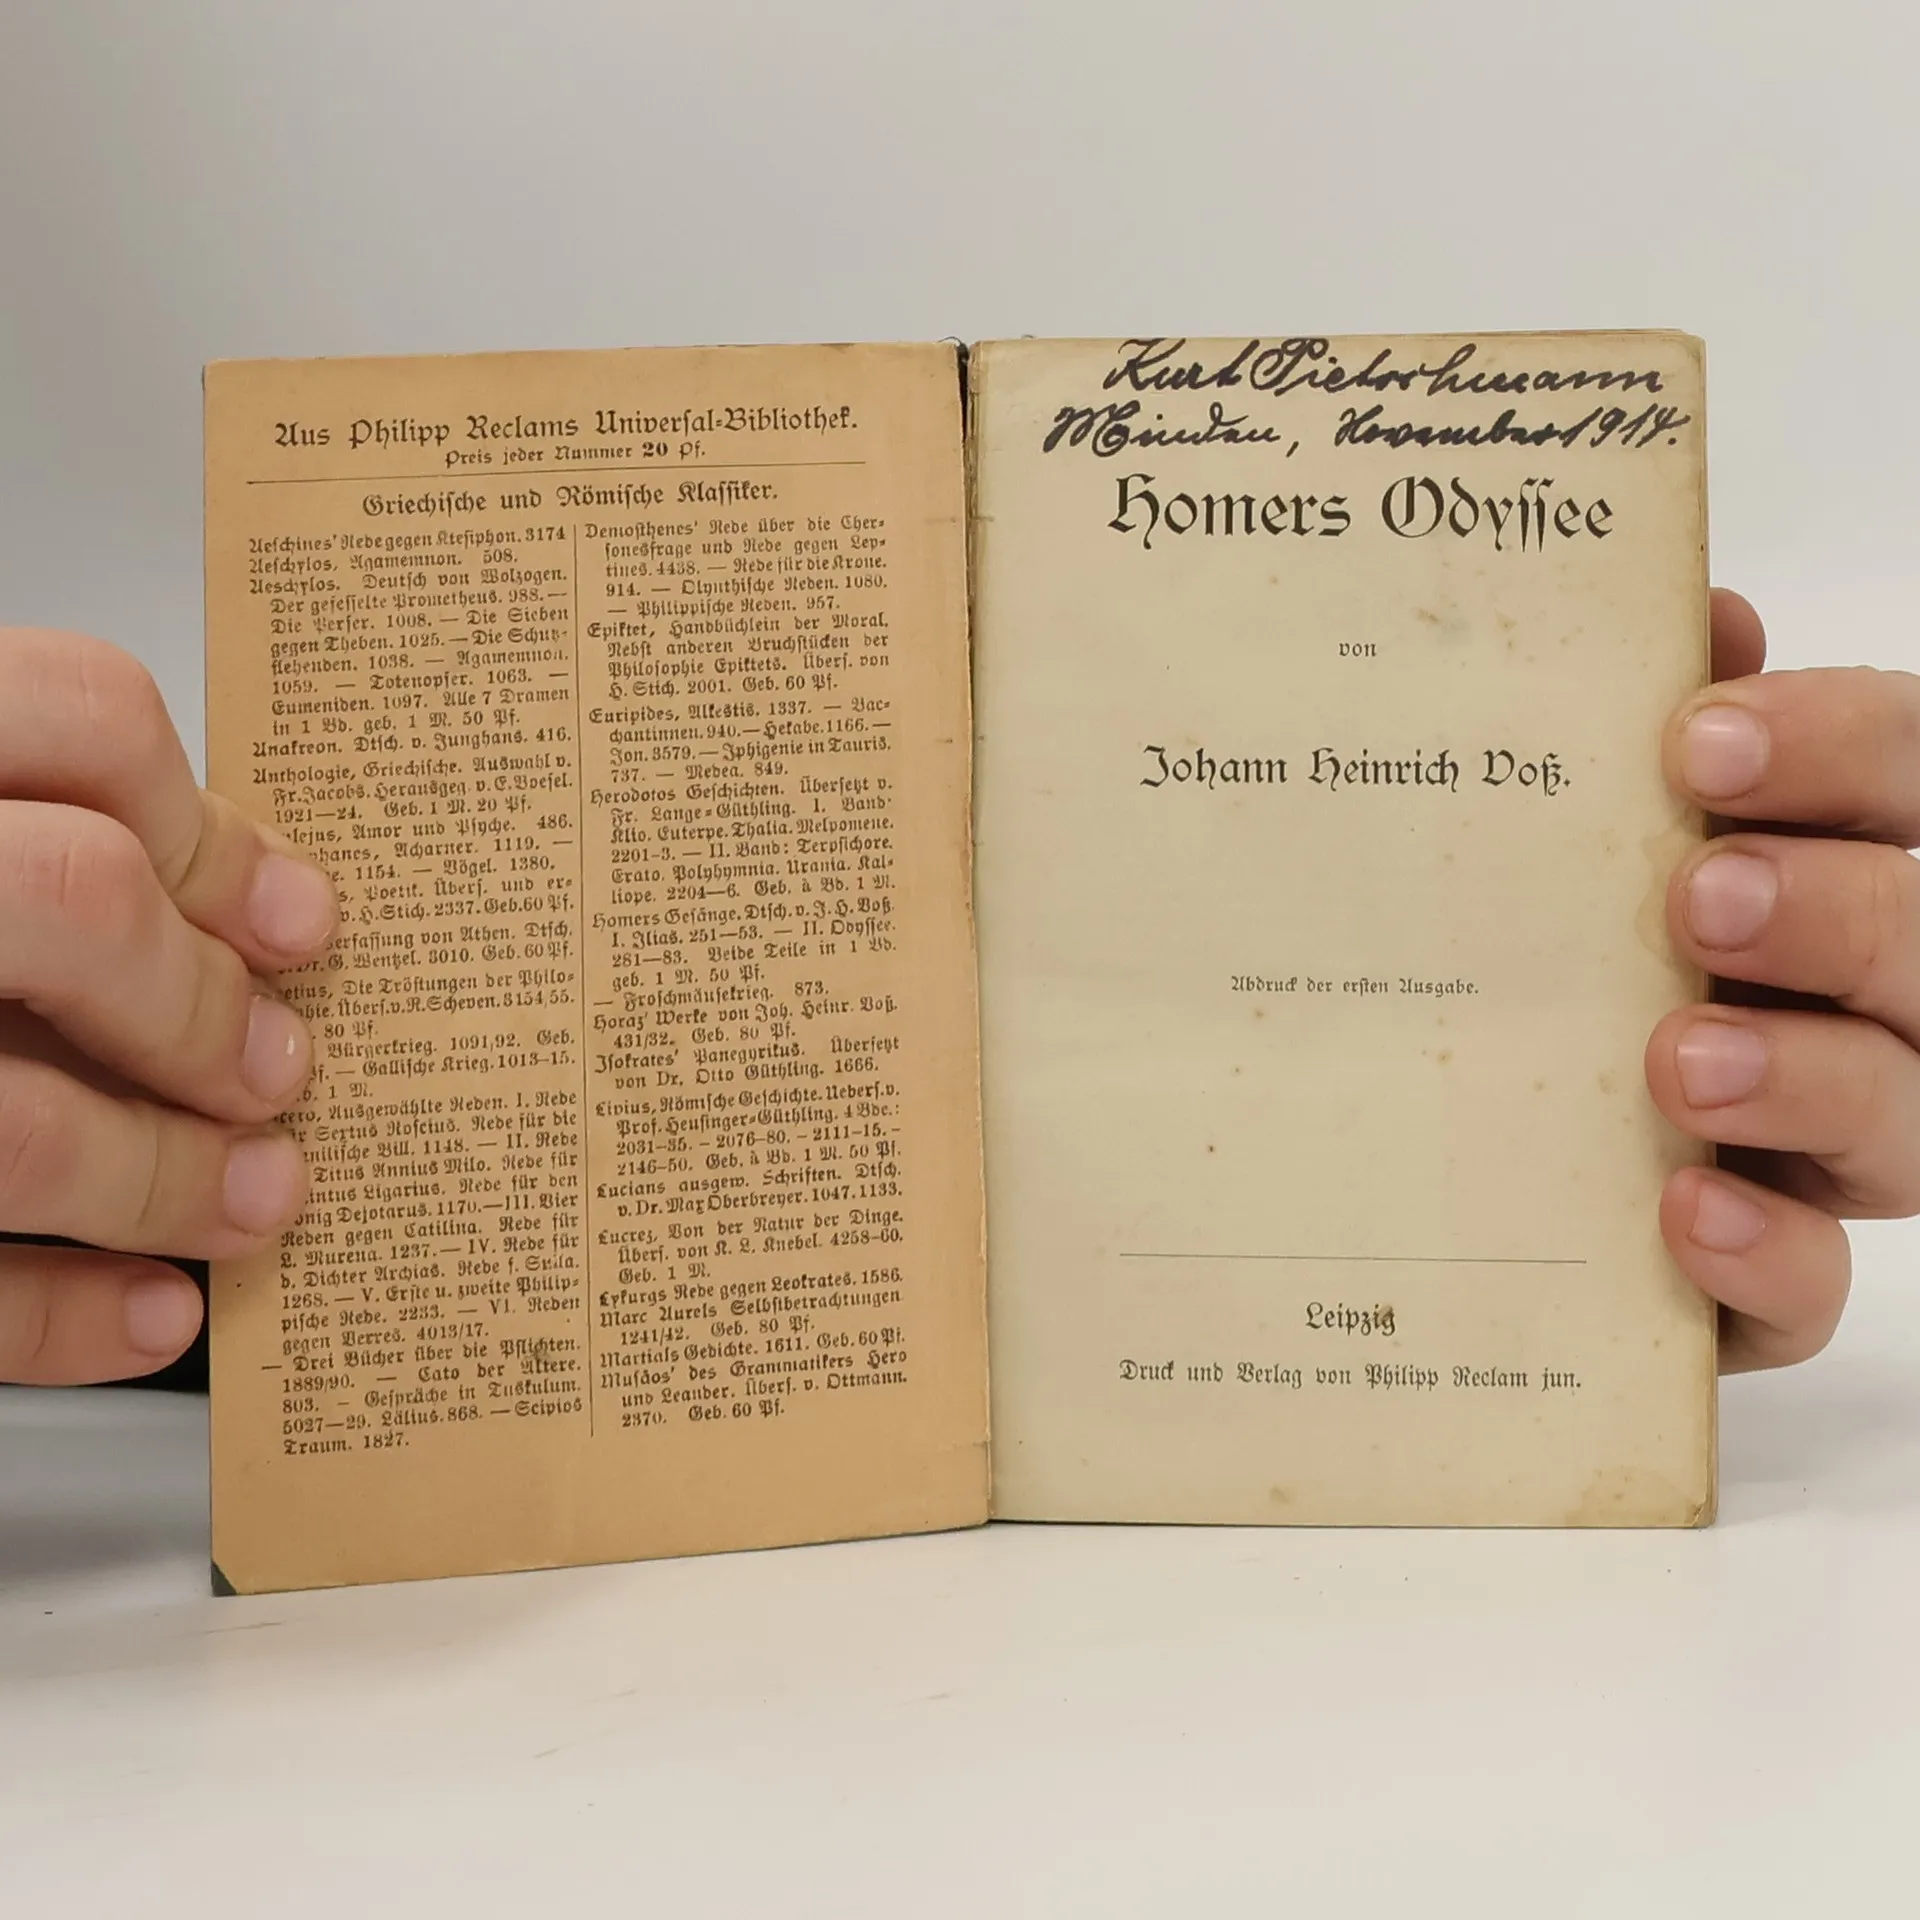 Aus Philipp Reclams Universal-Bibliothek.
Preis jeder Nummer 20 Pf.
Griechische und Römische Klassiker.
Aeschines' Rede gegen Ktesiphon. 3174
Aeschylos, Agamemnon. 508.
Aeschylos. Deutsch von Wolzogen.
Der gefesselte Prometheus. 988. —
Die Perser. 1008. — Die Sieben
gegen Theben. 1025. — Die Schutz-
flehenden. 1038. — Agamemnon.
1059. — Totenopfer. 1063. —
Eumeniden. 1097. Alle 7 Dramen
in 1 Bd. geb. 1 M. 50 Pf.
Anakreon. Dtsch. v. Junghans. 416.
Anthologie, Griechische. Auswahl v.
Fr. Jacobs. Herausgeg. v. E. Boesel.
1921—24. Geb. 1 M. 20 Pf.
lejus, Amor und Psyche. 486.
phanes, Acharner. 1119. —
e. 1154. — Vögel. 1380.
s, Poetik. Übers. und er-
v. H. Stich. 2337. Geb. 60 Pf.
erfassung von Athen. Dtsch.
Dr. G. Wentzel. 3010. Geb. 60 Pf.
etius, Die Tröstungen der Philo-
phie. Übers. v. R. Scheven. 3154/55.
80 Pf.
Bürgerkrieg. 1091/92. Geb.
Pf. — Gallische Krieg. 1013–15.
b. 1 M.
cero, Ausgewählte Reden. I. Rede
ür Sextus Roscius. Rede für die
anilische Bill. 1148. — II. Rede
Titus Annius Milo. Rede für
intus Ligarius. Rede für den
önig Dejotarus. 1170. — III. Vier
Reden gegen Catilina. Rede für
L. Murena. 1237. — IV. Rede für
d. Dichter Archias. Rede f. Sulla.
1268. — V. Erste u. zweite Philip-
pische Rede. 2233. — VI. Reden
gegen Verres. 4013/17.
— Drei Bücher über die Pflichten.
1889/90. — Cato der Ältere.
803. – Gespräche in Tuskulum.
5027—29. Lälius. 868. — Scipios
Traum. 1827.
Demosthenes' Rede über die Cher-
sonesfrage und Rede gegen Lep-
tines. 4438. — Rede für die Krone.
914. — Olynthische Reden. 1080.
— Philippische Reden. 957.
Epiktet, Handbüchlein der Moral.
Nebst anderen Bruchstücken der
Philosophie Epiktets. Übers. von
H. Stich. 2001. Geb. 60 Pf.
Euripides, Alkestis. 1337. — Bac-
chantinnen. 940. — Hekabe. 1166. —
Jon. 3579. — Iphigenie in Tauris.
737. — Medea. 849.
Herodotos Geschichten. Übersetzt v.
Fr. Lange-Güthling. I. Band:
Klio. Euterpe. Thalia. Melpomene.
2201–3. — II. Band: Terpsichore.
Erato. Polyhymnia. Urania. Kal-
liope. 2204—6. Geb. à Bd. 1 M.
Homers Gesänge. Dtsch. v. J. H. Voß.
I. Ilias. 251—53. — II. Odyssee.
281—83. Beide Teile in 1 Bd.
geb. 1 M. 50 Pf.
— Froschmäusekrieg. 873.
Horaz' Werke von Joh. Heinr. Voß.
431/32. Geb. 80 Pf.
Isokrates' Panegyrikus. Übersetzt
von Dr. Otto Güthling. 1666.
Livius, Römische Geschichte. Uebers. v.
Prof. Heusinger-Güthling. 4 Bde.:
2031–35. – 2076–80. – 2111–15. –
2146–50. Geb. à Bd. 1 M. 50 Pf.
Lucians ausgew. Schriften. Dtsch.
v. Dr. Max Oberbreyer. 1047. 1133.
Lucrez, Von der Natur der Dinge.
Übers. von K. L. Knebel. 4258–60.
Geb. 1 M.
Lykurgs Rede gegen Leokrates. 1586.
Marc Aurels Selbstbetrachtungen
1241/42. Geb. 80 Pf.
Martials Gedichte. 1611. Geb. 60 Pf.
Musäos' des Grammatikers Hero
und Leander. Übers. v. Ottmann.
2370. Geb. 60 Pf.
Kurt Pietschmann
Minden, November 1914.
Homers Odyssee
von
Johann Heinrich Voß.
Abdruck der ersten Ausgabe.
Leipzig
Druck und Verlag von Philipp Reclam jun.